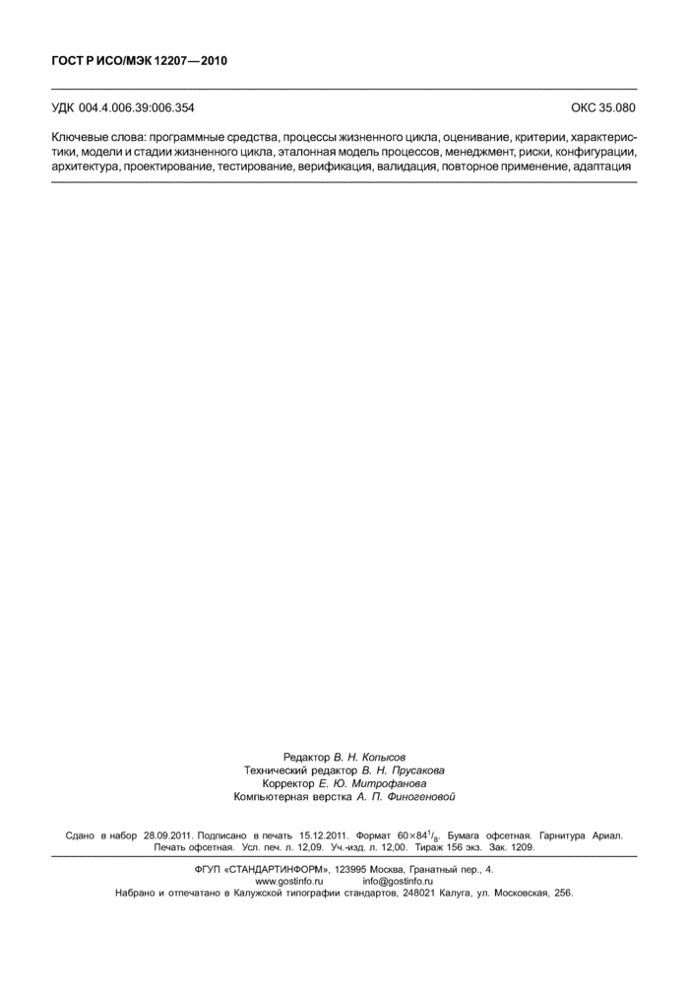 ГОСТ Р ИСО/МЭК 12207—2010
УДК 004.4.006.39:006.354 ОКС 35.080
Ключевые слова: программные средства, процессы жизненного цикла, оценивание, критерии, характерис-
тики, модели и стадии жизненного цикла, эталонная модель процессов, менеджмент, риски, конфигурации,
архитектура, проектирование, тестирование, верификация, валидация, повторное применение, адаптация
Редактор В. Н. Копысов
Технический редактор В. Н. Прусакова
Корректор Е. Ю. Митрофанова
Компьютерная верстка А. П. Финогеновой
Сдано в набор 28.09.2011. Подписано в печать 15.12.2011. Формат 60×84 1/8. Бумага офсетная. Гарнитура Ариал.
Печать офсетная. Усл. печ. л. 12,09. Уч.-изд. л. 12,00. Тираж 156 экз. Зак. 1209.
ФГУП «СТАНДАРТИНФОРМ», 123995 Москва, Гранатный пер., 4.
www.gostinfo.ru info@gostinfo.ru
Набрано и отпечатано в Калужской типографии стандартов, 248021 Калуга, ул. Московская, 256.